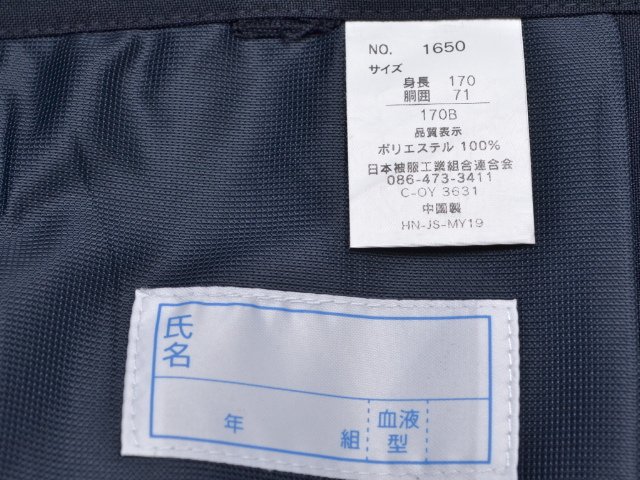 NO. 1650
サイズ
身長 170
胴囲 71
170B
品質表示
ポリエステル 100%
日本被服工業組合連合会
086-473-3411
C-OY 3631
中国製
HN-JS-MY19
氏名
年 組 血液型